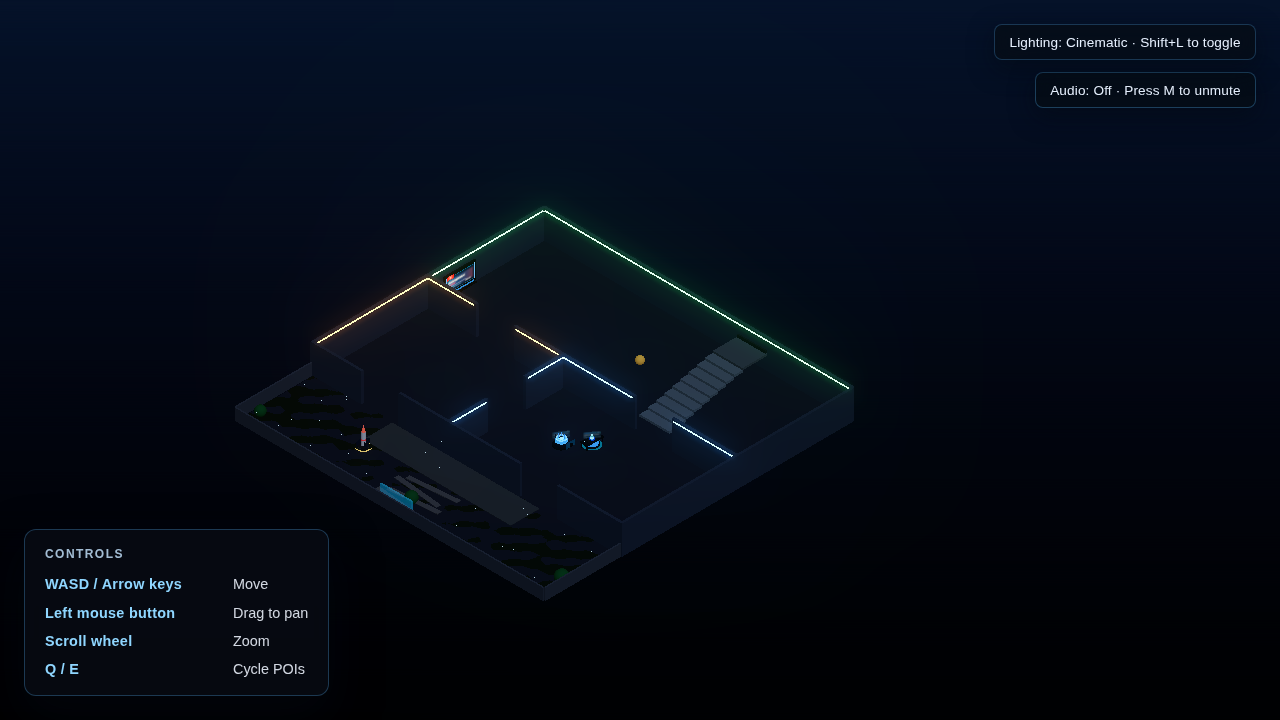 Lighting: Cinematic · Shift+L to toggle
Audio: Off · Press M to unmute
CONTROLS
WASD / Arrow keys Move
Left mouse button Drag to pan
Scroll wheel Zoom
Q / E Cycle POIs